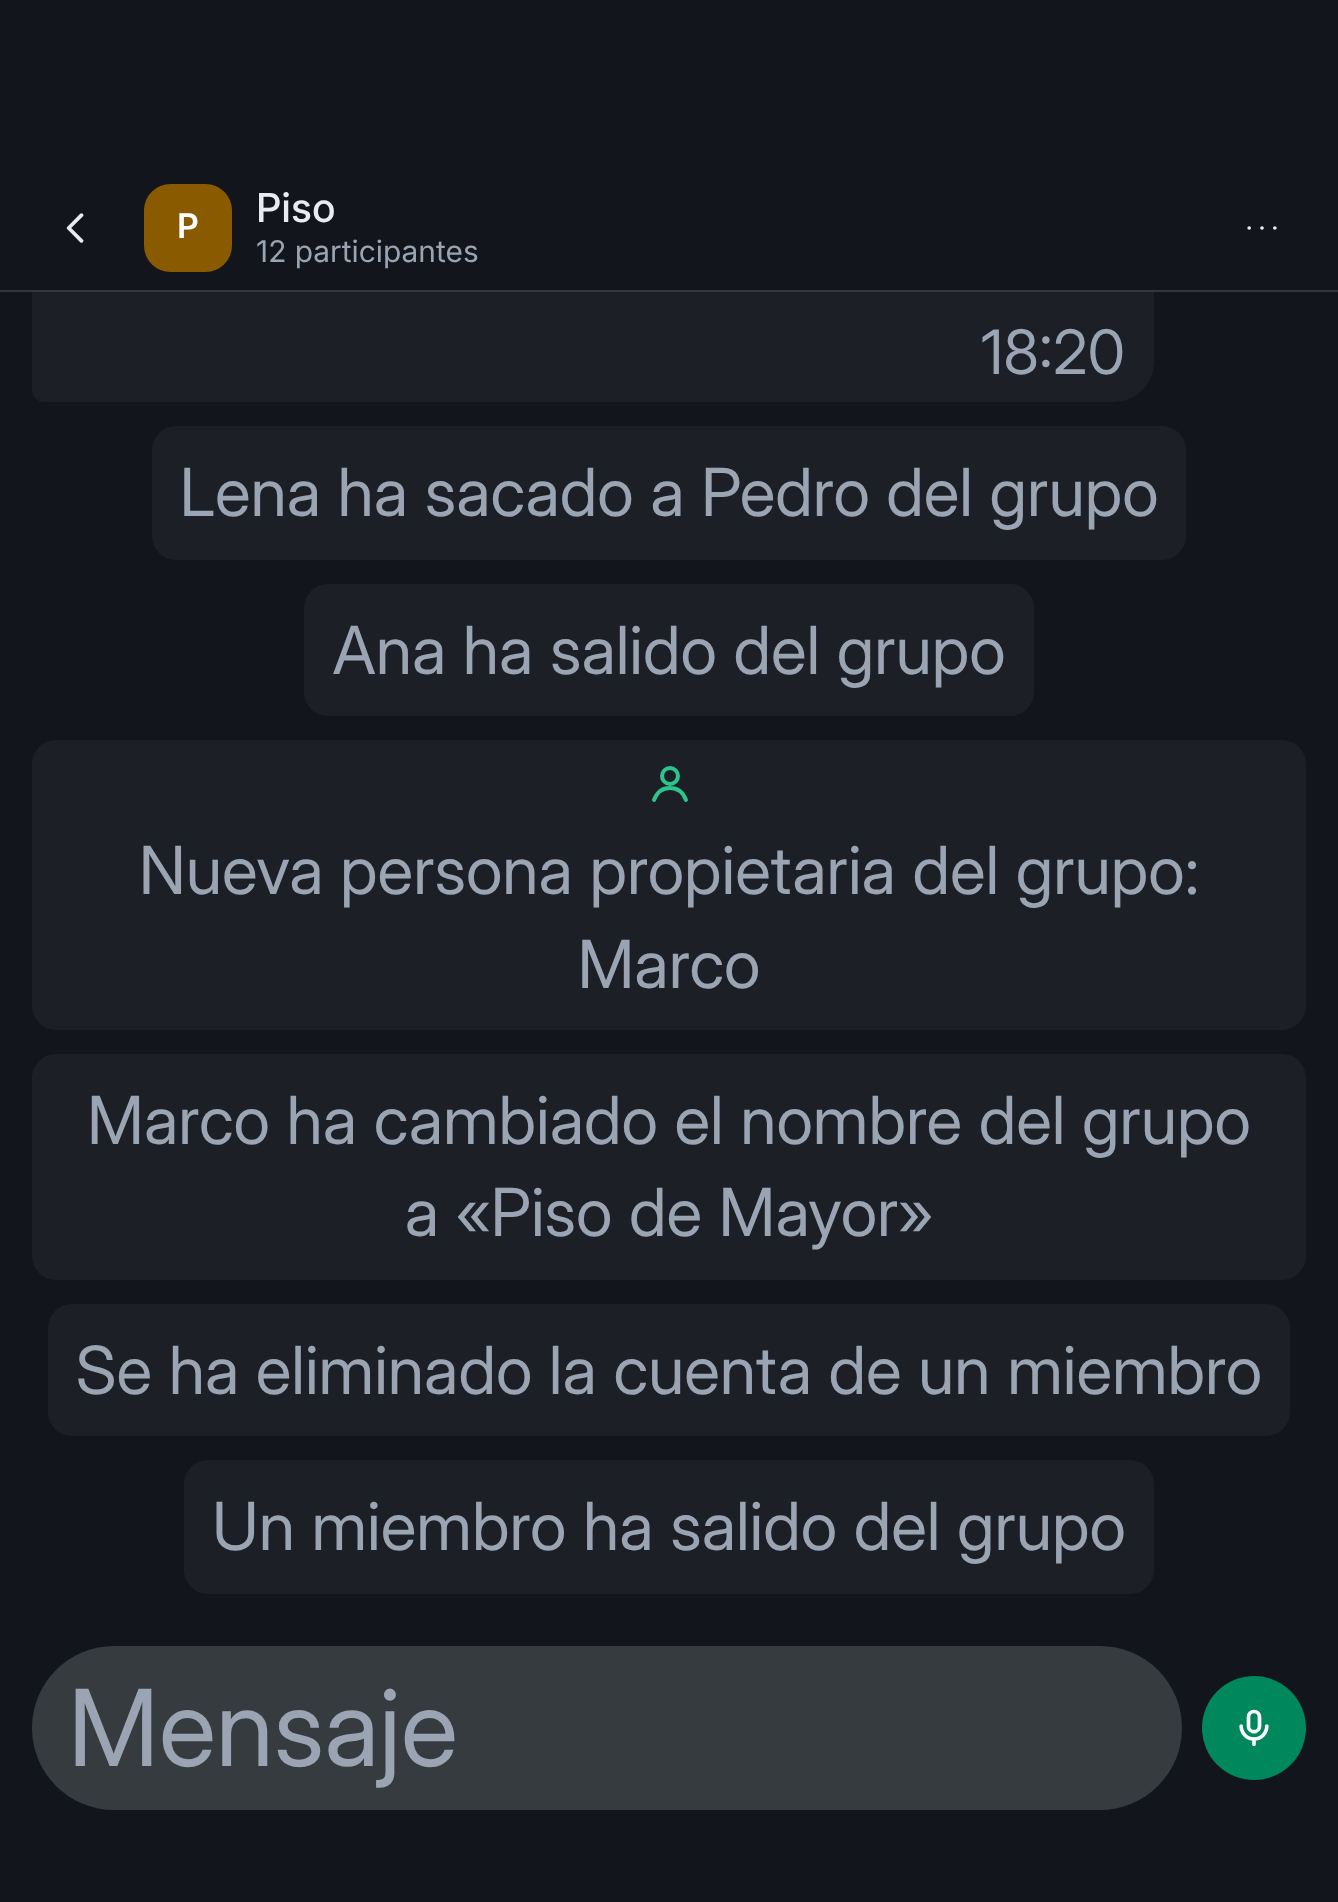 P
Piso
12 participantes
18:20
Lena ha sacado a Pedro del grupo
Ana ha salido del grupo
Nueva persona propietaria del grupo:
Marco
Marco ha cambiado el nombre del grupo
a «Piso de Mayor»
Se ha eliminado la cuenta de un miembro
Un miembro ha salido del grupo
Mensaje